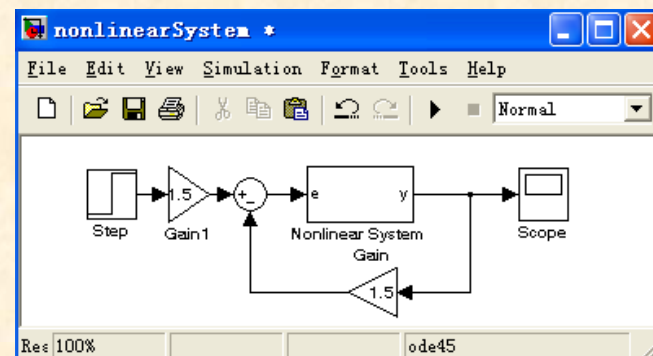 nonlinearSystem *
File Edit View Simulation Format Tools Help
Normal
1.5
+
-
e y
Step Gain1 Nonlinear System Scope
Gain
1.5
Res 100% ode45